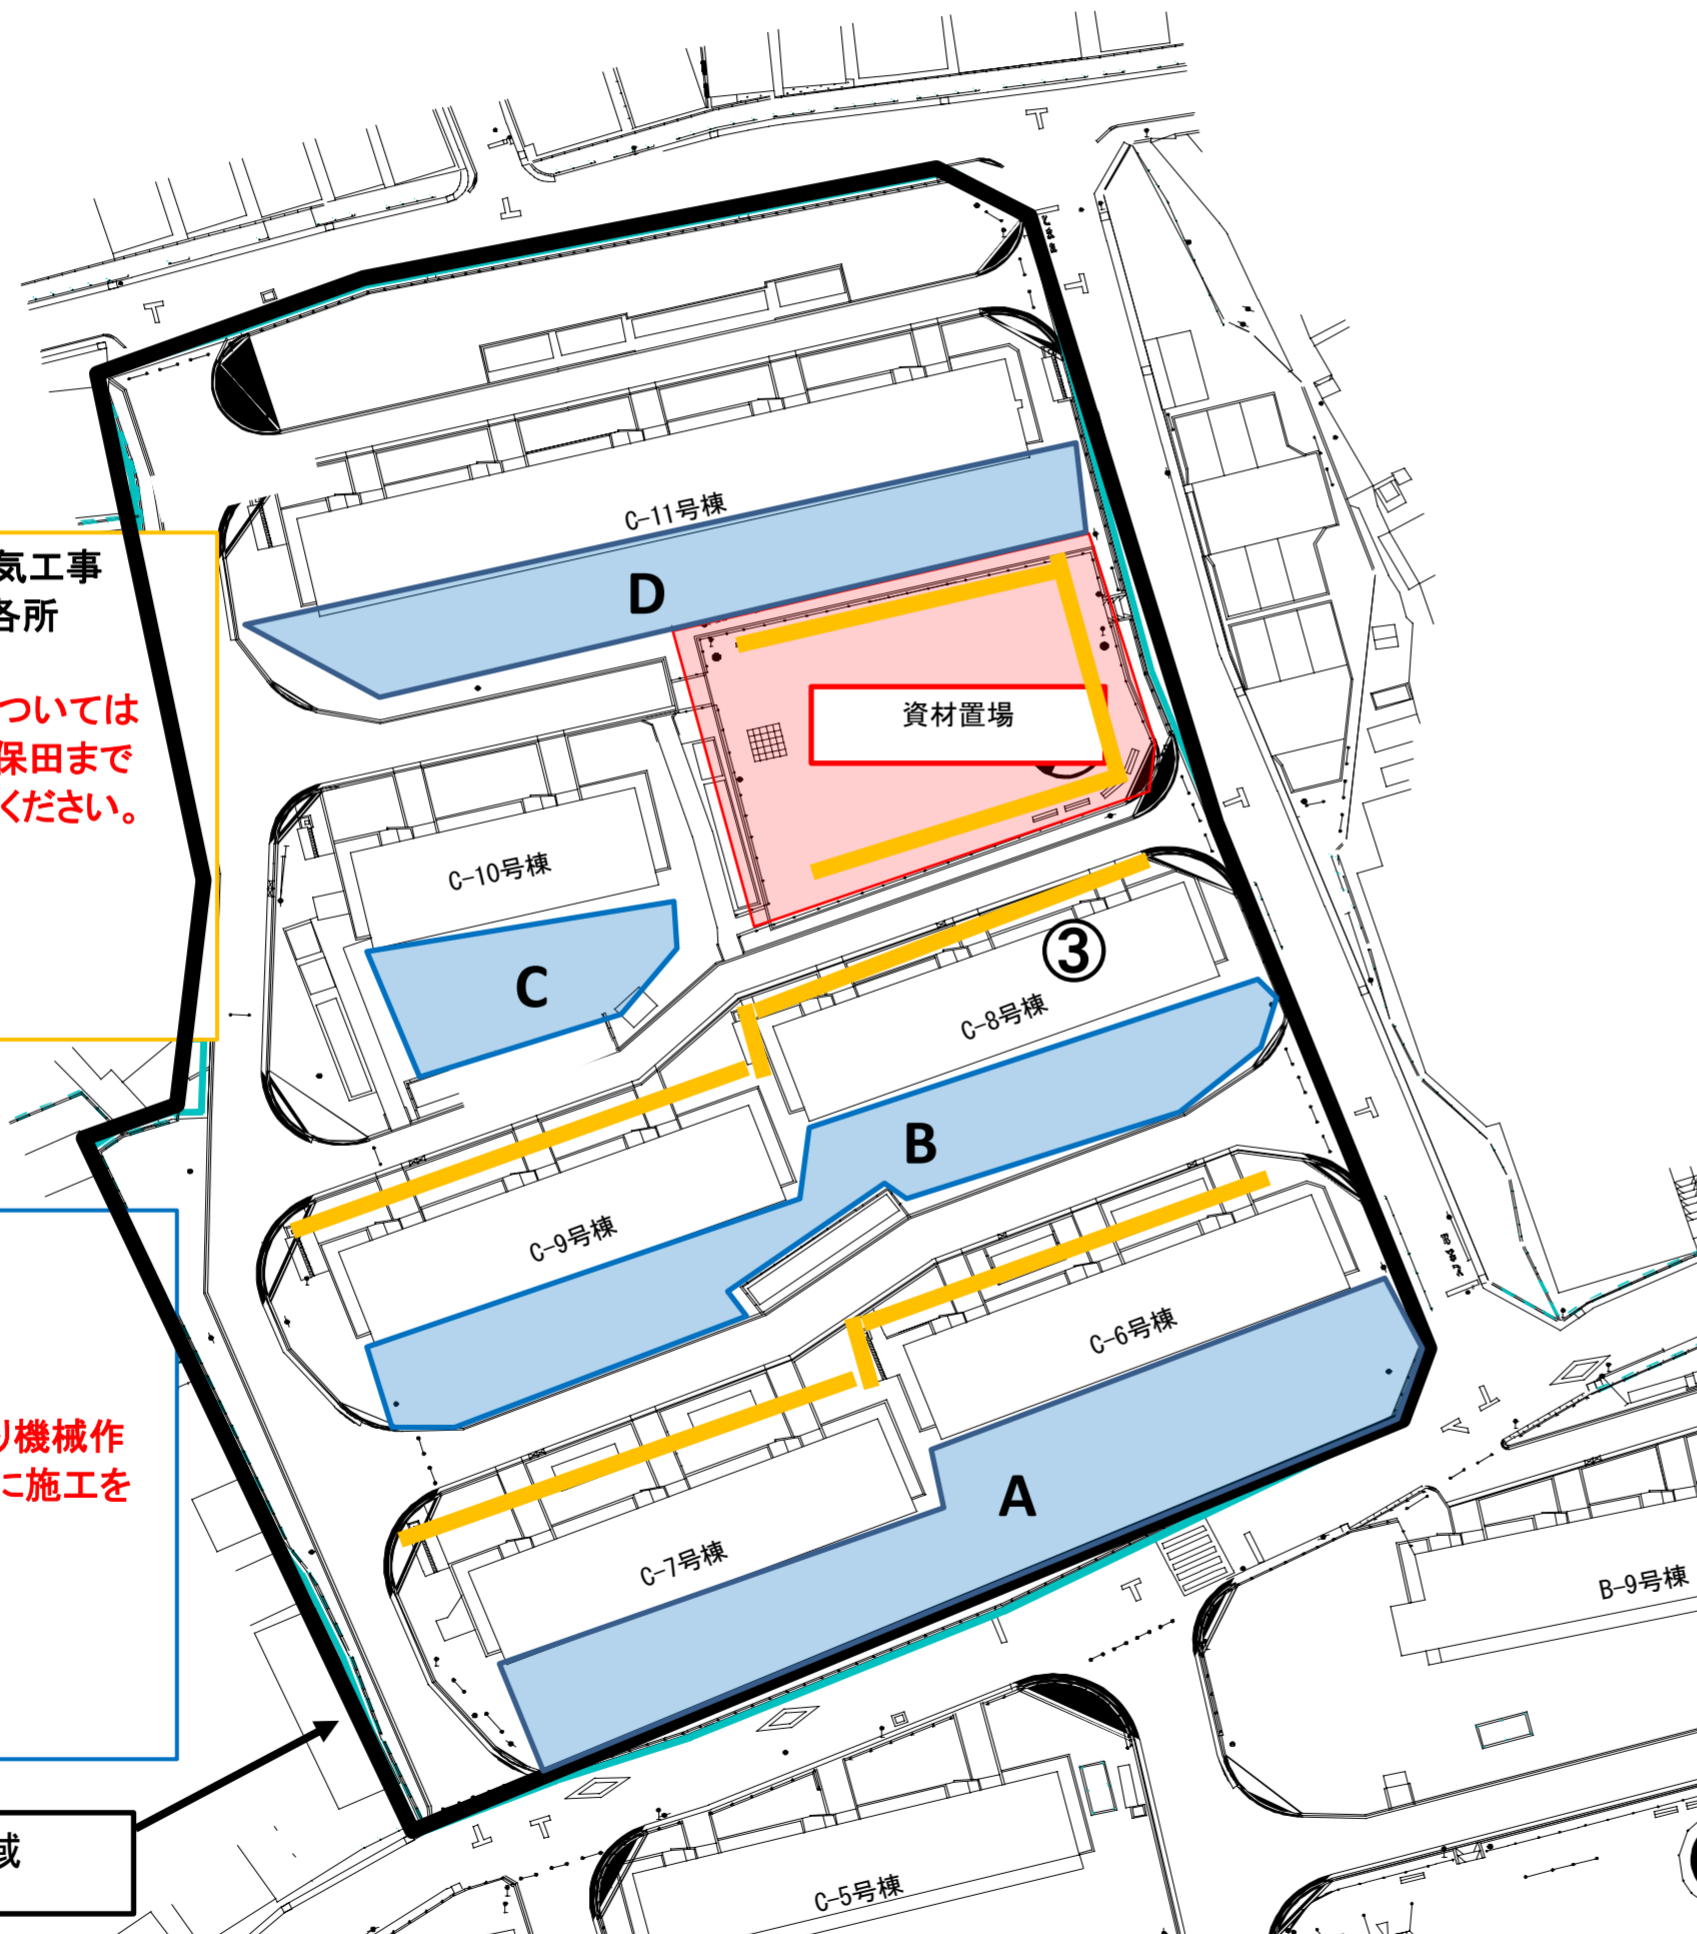 C-11号棟
D
気工事
各所
ついては
保田まで
ください。
資材置場
C-10号棟
C
③
C-8号棟
B
C-9号棟
C-6号棟
A
C-7号棟
り機械作
に施工を
B-9号棟
域
C-5号棟